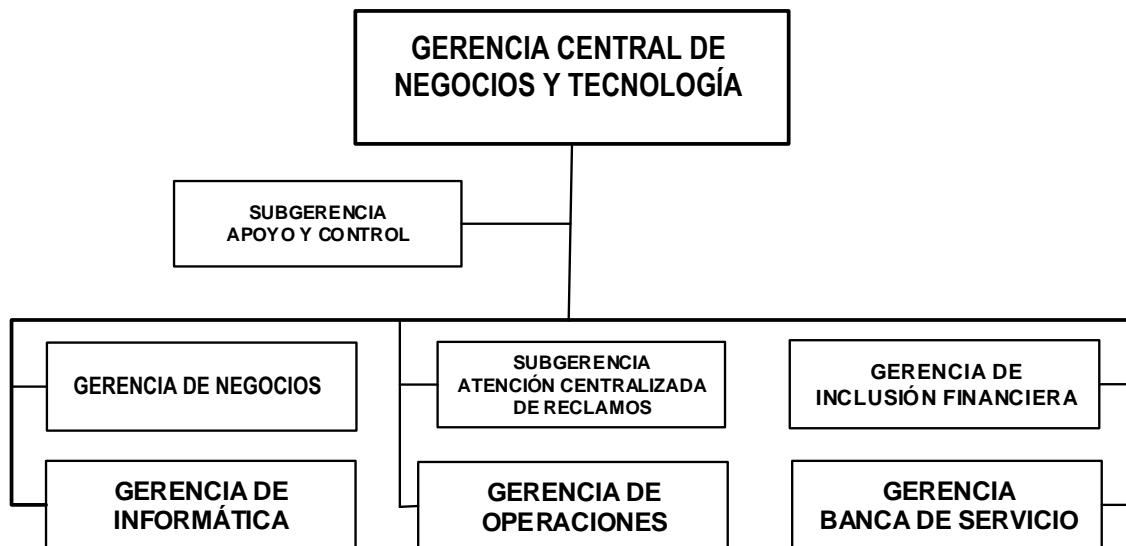 GERENCIA CENTRAL DE
NEGOCIOS Y TECNOLOGÍA
SUBGERENCIA
APOYO Y CONTROL
GERENCIA DE NEGOCIOS
SUBGERENCIA
ATENCIÓN CENTRALIZADA
DE RECLAMOS
GERENCIA DE
INCLUSIÓN FINANCIERA
GERENCIA DE
INFORMÁTICA
GERENCIA DE
OPERACIONES
GERENCIA
BANCA DE SERVICIO